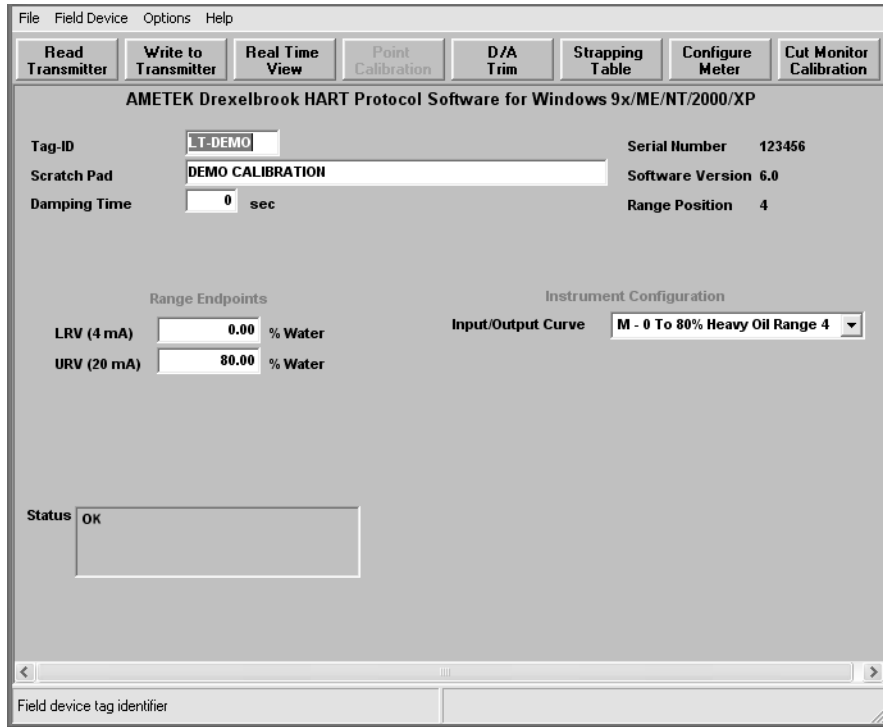 File Field Device Options Help
Read Transmitter
Write to Transmitter
Real Time View
Point Calibration
D/A Trim
Strapping Table
Configure Meter
Cut Monitor Calibration
AMETEK Drexelbrook HART Protocol Software for Windows 9x/ME/NT/2000/XP
Tag-ID LT-DEMO Serial Number 123456
Scratch Pad DEMO CALIBRATION Software Version 6.0
Damping Time 0 sec Range Position 4
Range Endpoints Instrument Configuration
LRV (4 mA) 0.00 % Water Input/Output Curve M - 0 To 80% Heavy Oil Range 4
URV (20 mA) 80.00 % Water
Status OK
Field device tag identifier